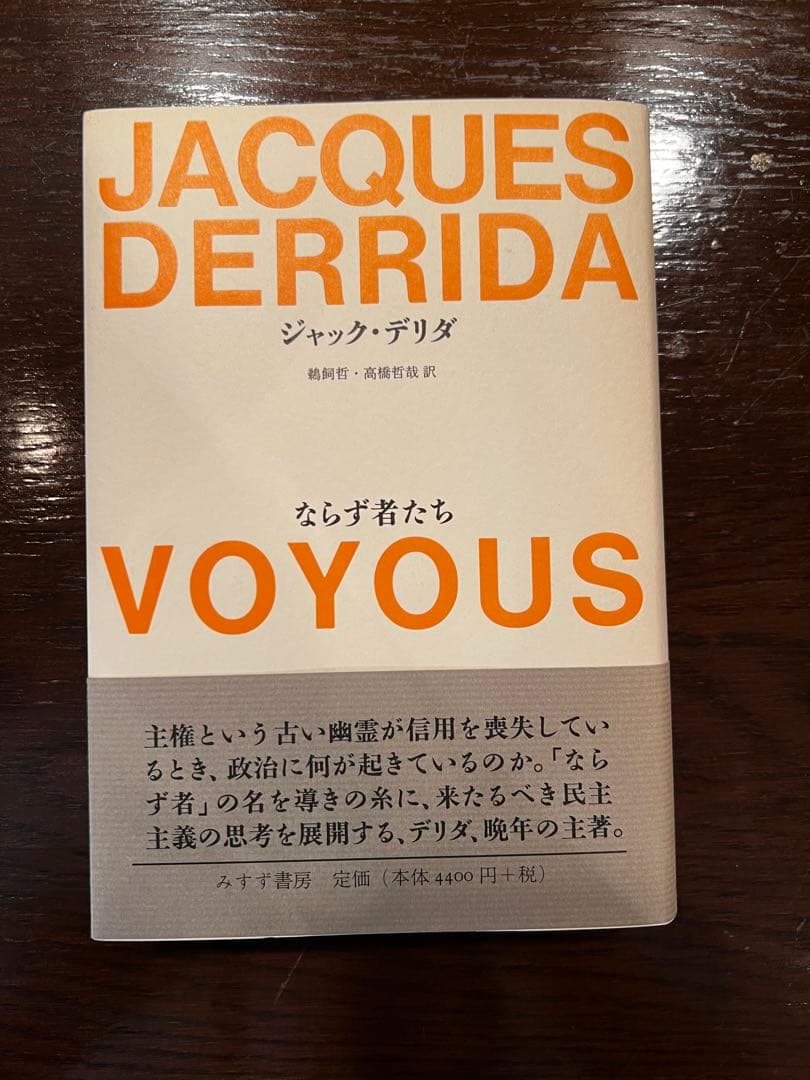 JACQUES
DERRIDA
ジャック・デリダ
鵜飼哲・高橋哲哉 訳
ならず者たち
VOYOUS
主権という古い幽霊が信用を喪失してい
るとき、政治に何が起きているのか。「なら
ず者」の名を導きの糸に、来たるべき民主
主義の思考を展開する、デリダ、晩年の主著。
みすず書房　定価（本体 4400 円＋税）